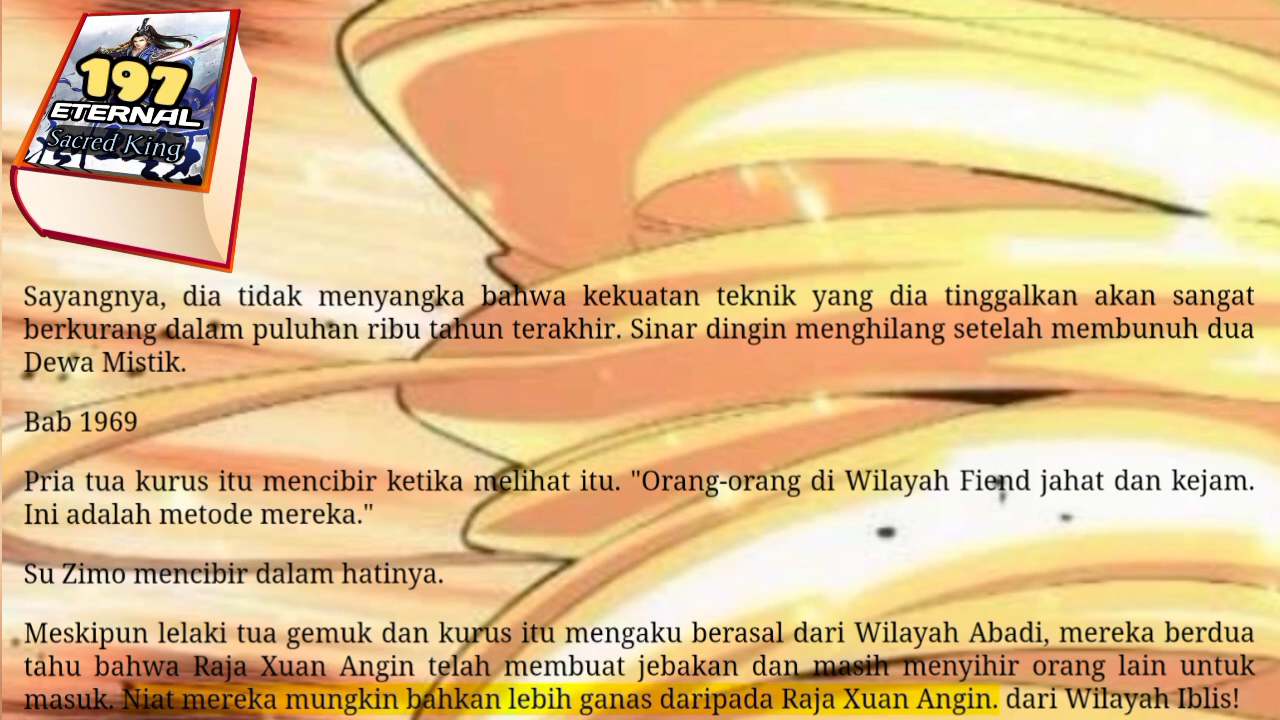 197
ETERNAL
Sacred King
Sayangnya, dia tidak menyangka bahwa kekuatan teknik yang dia tinggalkan akan sangat
berkurang dalam puluhan ribu tahun terakhir. Sinar dingin menghilang setelah membunuh dua
Dewa Mistik.
Bab 1969
Pria tua kurus itu mencibir ketika melihat itu. "Orang-orang di Wilayah Fiend jahat dan kejam.
Ini adalah metode mereka."
Su Zimo mencibir dalam hatinya.
Meskipun lelaki tua gemuk dan kurus itu mengaku berasal dari Wilayah Abadi, mereka berdua
tahu bahwa Raja Xuan Angin telah membuat jebakan dan masih menyihir orang lain untuk
masuk. Niat mereka mungkin bahkan lebih ganas daripada Raja Xuan Angin. dari Wilayah Iblis!